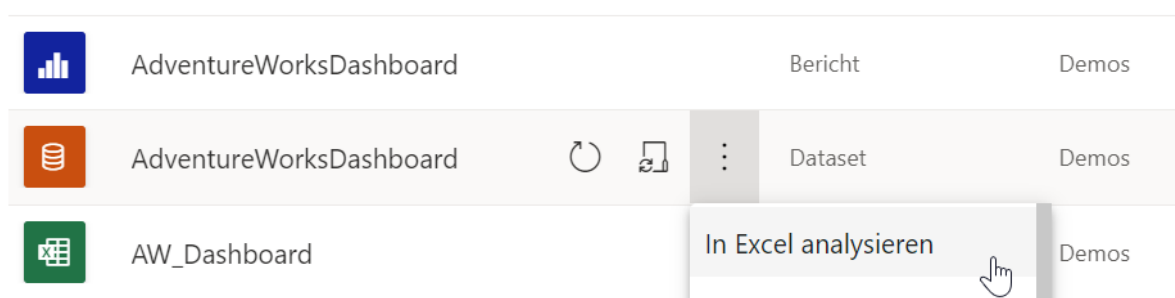 AdventureWorksDashboard Bericht Demos
AdventureWorksDashboard Dataset Demos
AW_Dashboard In Excel analysieren Demos